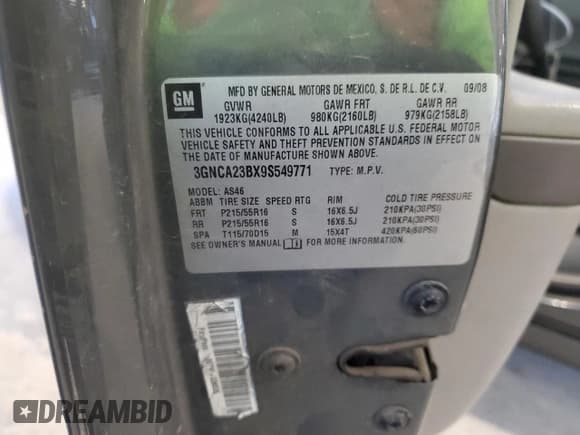 GM
MFD BY GENERAL MOTORS DE MEXICO, S. DE R.L. DE C.V. 09/08
GVWR GAWR FRT GAWR RR
1923KG(4240LB) 980KG(2160LB) 979KG(2158LB)
THIS VEHICLE CONFORMS TO ALL APPLICABLE U.S. FEDERAL MOTOR
VEHICLE SAFETY AND THEFT PREVENTION STANDARDS IN EFFECT ON
THE DATE OF MANUFACTURE SHOWN ABOVE.
3GNCA23BX9S549771 TYPE: M.P.V.
MODEL: AS46
ABBM TIRE SIZE SPEED RTG RIM COLD TIRE PRESSURE
FRT P215/55R16 S 16X6.5J 210KPA(30PSI)
RR P215/55R16 S 16X6.5J 210KPA(30PSI)
SPA T115/70D15 M 15X4T 420KPA(60PSI)
SEE OWNER'S MANUAL FOR MORE INFORMATION.
DREAMBID